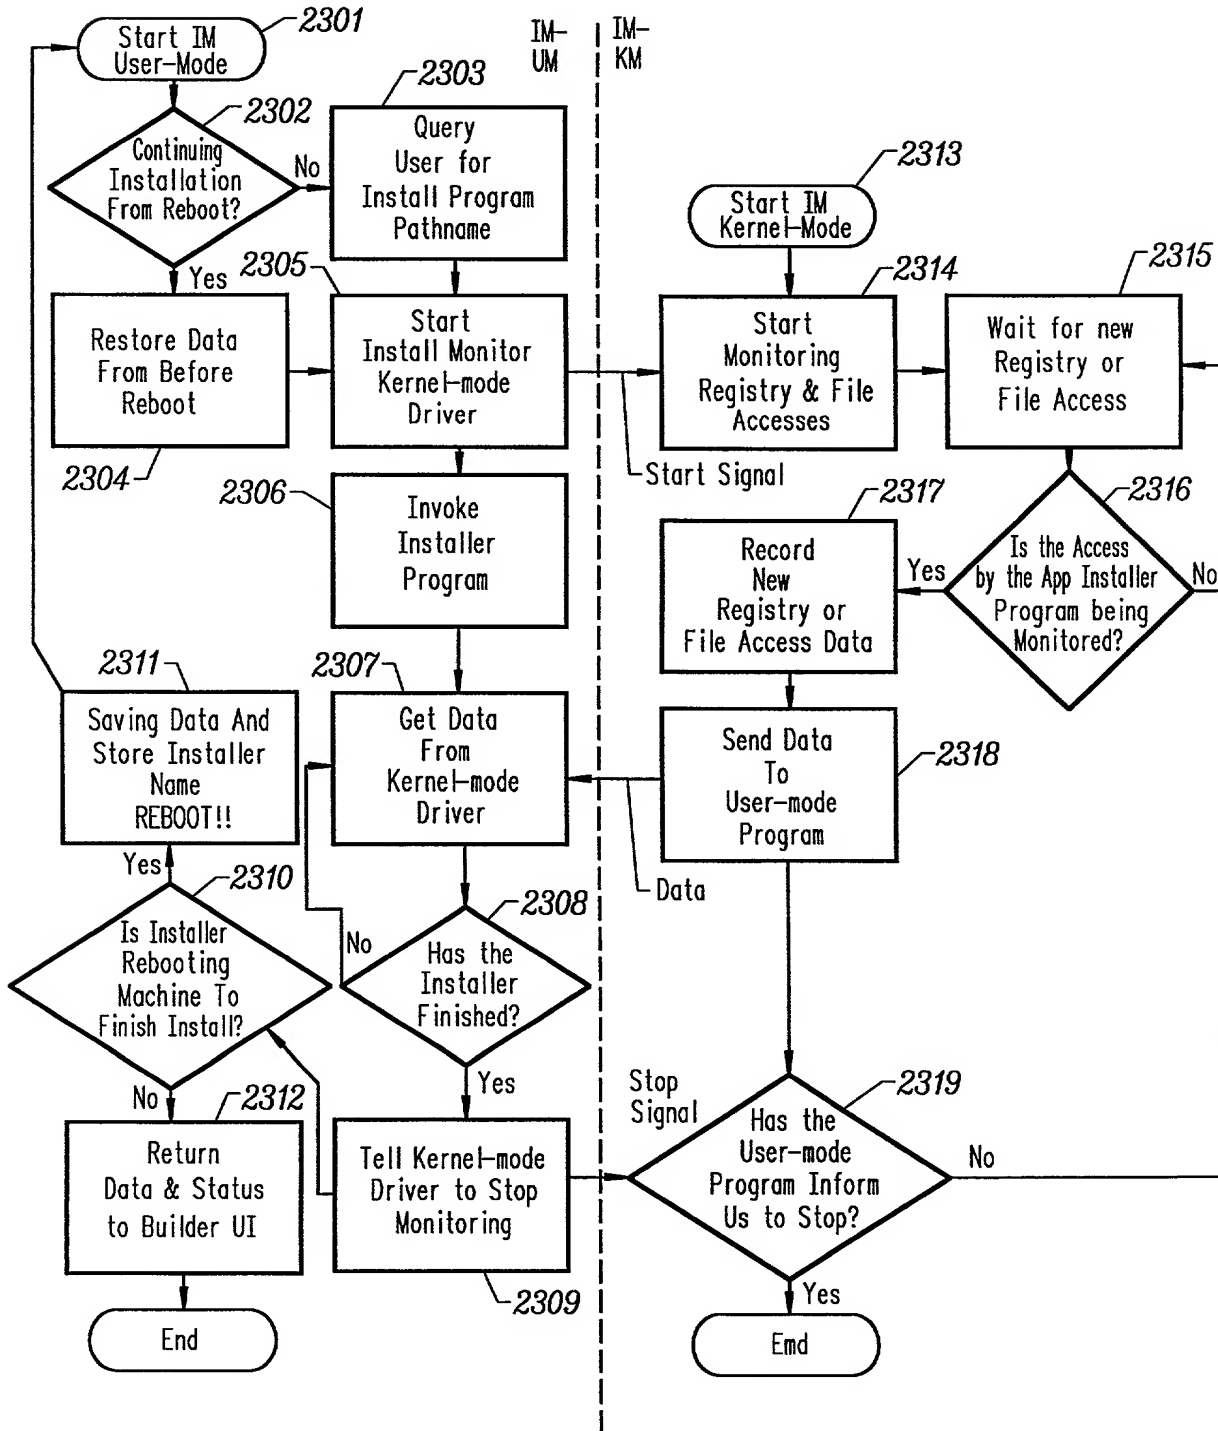 2301
Start IM
User-Mode
IM-
UM
IM-
KM
2302
Continuing
Installation
From Reboot?
No
Yes
2303
Query
User for
Install Program
Pathname
2304
Restore Data
From Before
Reboot
2305
Start
Install Monitor
Kernel-mode
Driver
Start Signal
2306
Invoke
Installer
Program
2307
Get Data
From
Kernel-mode
Driver
Data
2308
Has the
Installer
Finished?
No
Yes
2309
Tell Kernel-mode
Driver to Stop
Monitoring
Stop
Signal
2310
Is Installer
Rebooting
Machine To
Finish Install?
Yes
No
2311
Saving Data And
Store Installer
Name
REBOOT!!
2312
Return
Data & Status
to Builder UI
End
2313
Start IM
Kernel-Mode
2314
Start
Monitoring
Registry & File
Accesses
2315
Wait for new
Registry or
File Access
2316
Is the Access
by the App Installer
Program being
Monitored?
Yes
No
2317
Record
New
Registry or
File Access Data
2318
Send Data
To
User-mode
Program
2319
Has the
User-mode
Program Inform
Us to Stop?
No
Yes
Emd